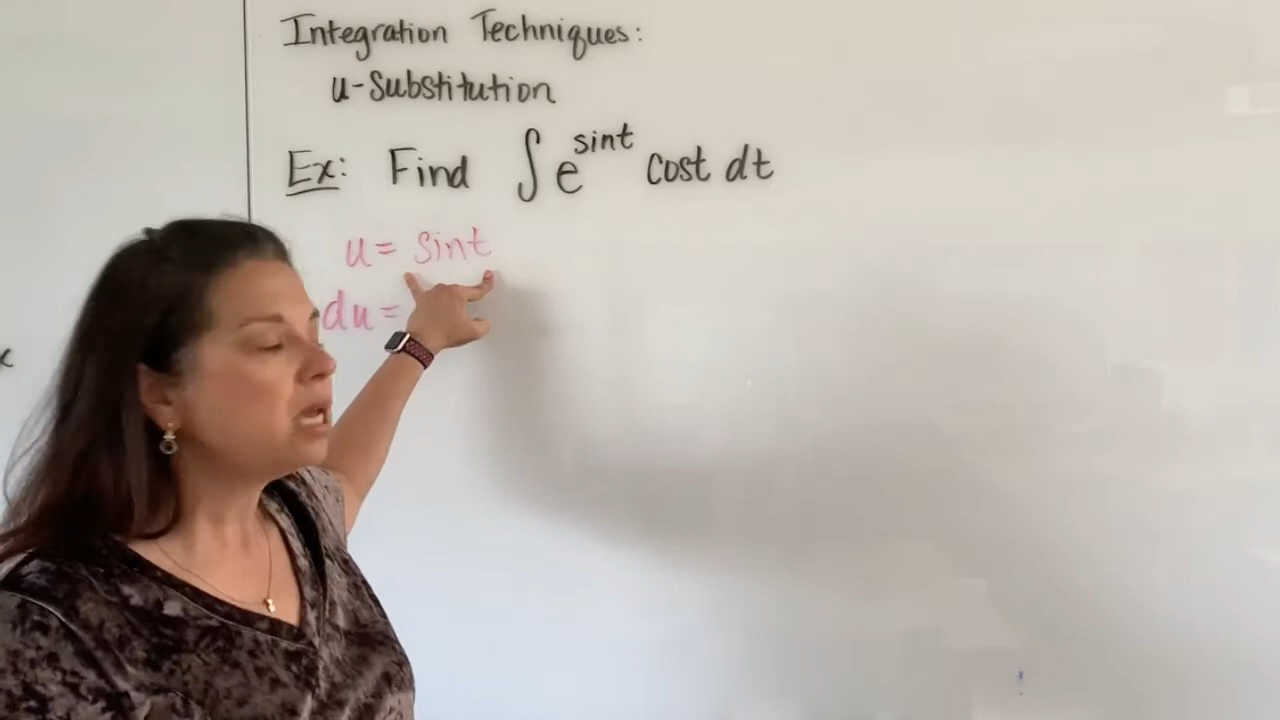 Integration Techniques:
u-Substitution
Ex: Find ∫ e^sint cost dt
u = sint
du =